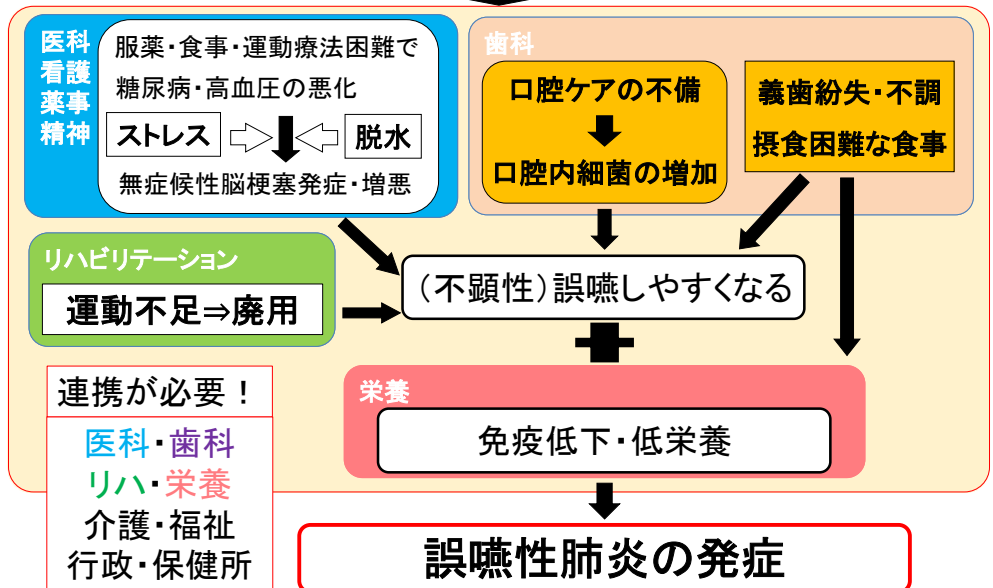 医科
看護
薬事
精神
服薬・食事・運動療法困難で
糖尿病・高血圧の悪化
ストレス
脱水
無症候性脳梗塞発症・増悪
歯科
口腔ケアの不備
口腔内細菌の増加
義歯紛失・不調
摂食困難な食事
リハビリテーション
運動不足⇒廃用
(不顕性)誤嚥しやすくなる
栄養
免疫低下・低栄養
連携が必要!
医科・歯科
リハ・栄養
介護・福祉
行政・保健所
誤嚥性肺炎の発症